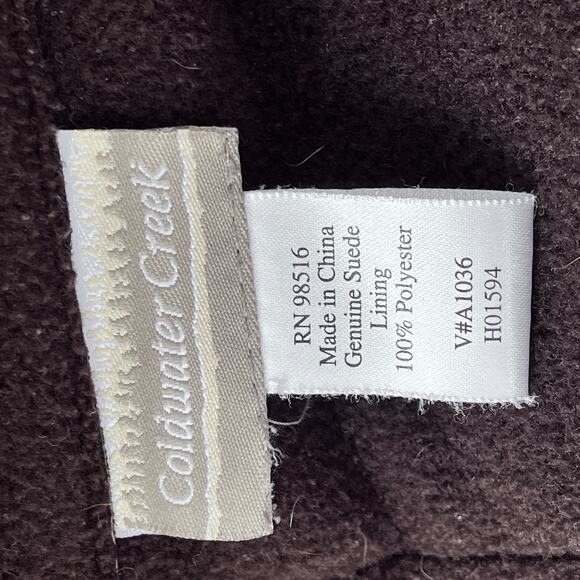 Coldwater Creek
RN 98516
Made in China
Genuine Suede
Lining
100% Polyester
V#A1036
H01594